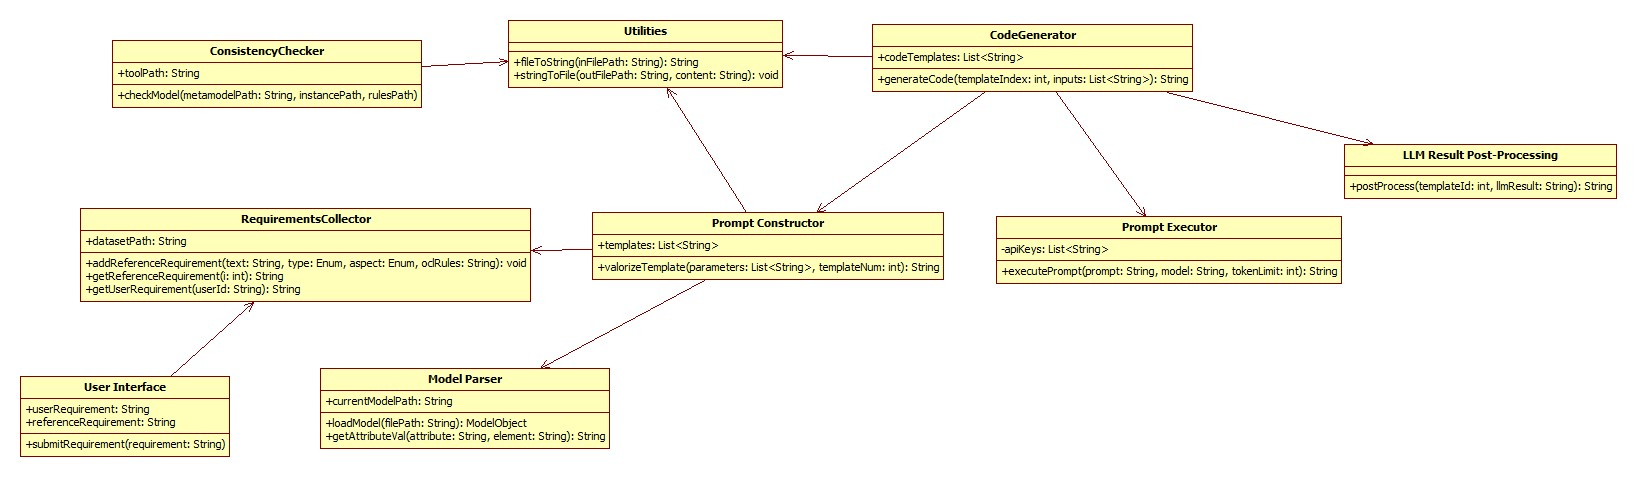 ConsistencyChecker
+toolPath: String
+checkModel(metamodelPath: String, instancePath, rulesPath)
Utilities
+fileToString(inFilePath: String): String
+stringToFile(outFilePath: String, content: String): void
CodeGenerator
+codeTemplates: List<String>
+generateCode(templateIndex: int, inputs: List<String>): String
LLM Result Post-Processing
+postProcess(templateId: int, llmResult: String): String
RequirementsCollector
+datasetPath: String
+addReferenceRequirement(text: String, type: Enum, aspect: Enum, oclRules: String): void
+getReferenceRequirement(i: int): String
+getUserRequirement(userId: String): String
Prompt Constructor
+templates: List<String>
+valorizeTemplate(parameters: List<String>, templateNum: int): String
Prompt Executor
-apiKeys: List<String>
+executePrompt(prompt: String, model: String, tokenLimit: int): String
User Interface
+userRequirement: String
+referenceRequirement: String
+submitRequirement(requirement: String)
Model Parser
+currentModelPath: String
+loadModel(filePath: String): ModelObject
+getAttributeVal(attribute: String, element: String): String